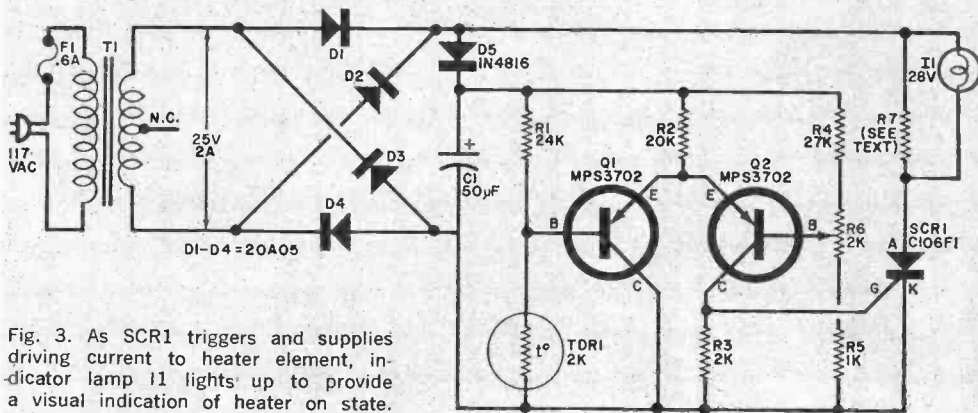 F1
.6A
T1
117
VAC
N.C.
25V
2A
D1
D2
D3
D4
D1-D4=20A05
D5
1N4816
+
C1
50µF
R1
24K
R2
20K
R4
27K
R7
(SEE
TEXT)
I1
28V
Q1
MPS3702
Q2
MPS3702
E
E
B
B
C
C
R6
2K
SCR1
C106F1
A
G
K
t°
TDR1
2K
R3
2K
R5
1K
Fig. 3. As SCR1 triggers and supplies
driving current to heater element, in-
dicator lamp I1 lights up to provide
a visual indication of heater on state.